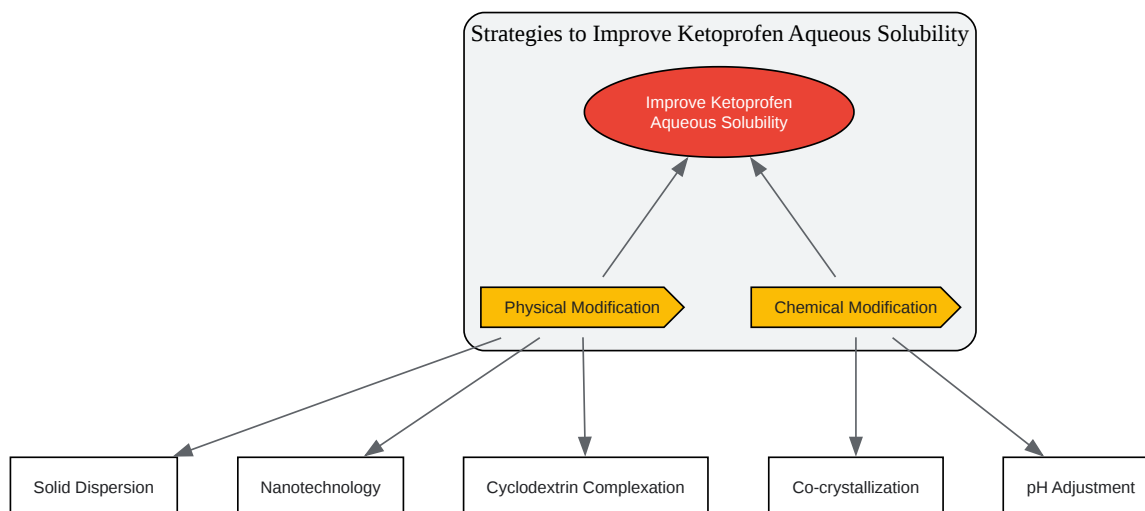 Strategies to Improve Ketoprofen Aqueous Solubility
Improve Ketoprofen
Aqueous Solubility
Physical Modification
Chemical Modification
Solid Dispersion
Nanotechnology
Cyclodextrin Complexation
Co-crystallization
pH Adjustment